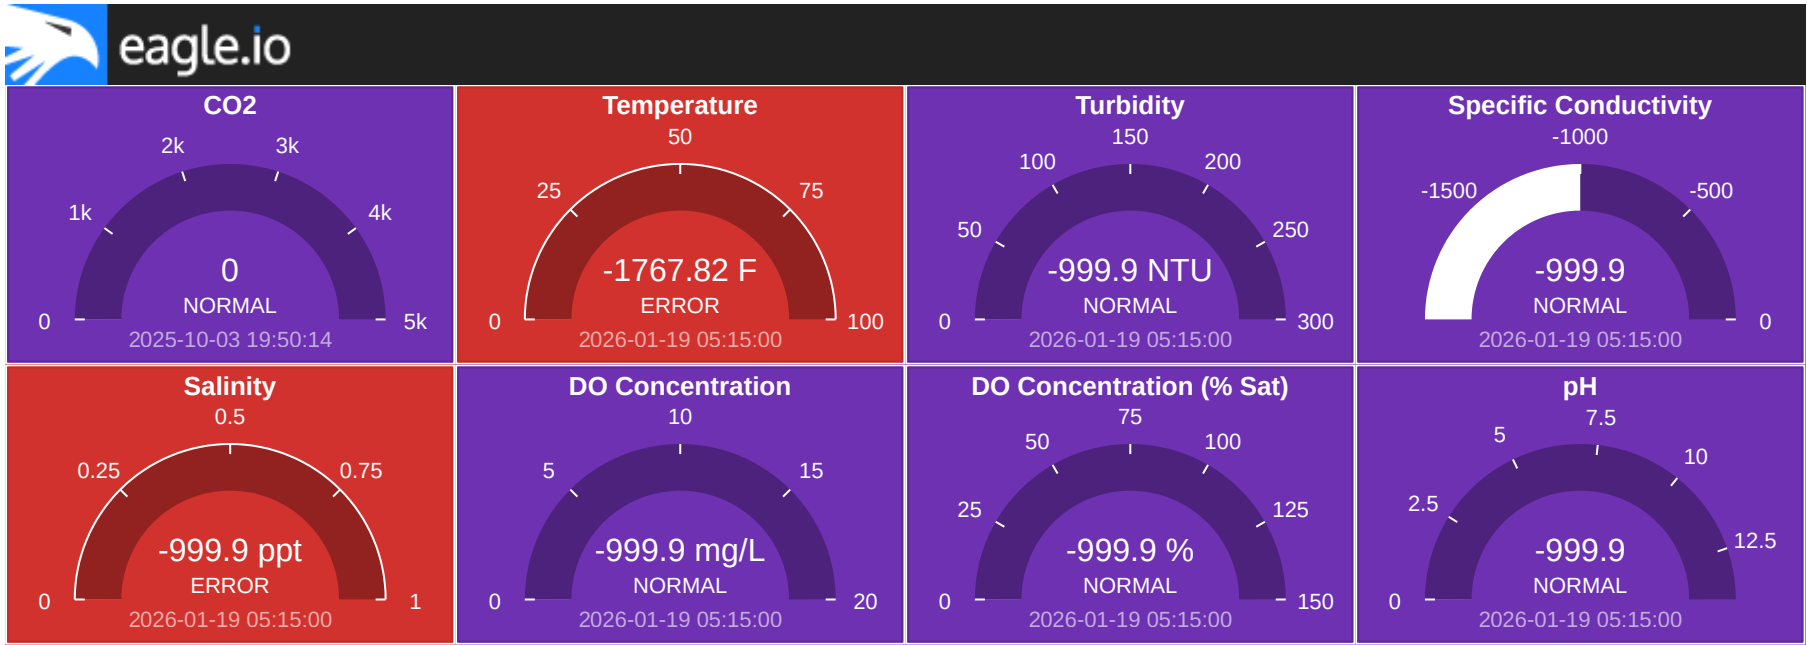 eagle.io
CO2
2k
3k
1k
4k
0
NORMAL
0
5k
2025-10-03 19:50:14
Temperature
50
25
75
-1767.82 F
ERROR
0
100
2026-01-19 05:15:00
Turbidity
150
100
200
50
250
-999.9 NTU
NORMAL
0
300
2026-01-19 05:15:00
Specific Conductivity
-1000
-1500
-500
-999.9
NORMAL
0
2026-01-19 05:15:00
Salinity
0.5
0.25
0.75
-999.9 ppt
ERROR
0
1
2026-01-19 05:15:00
DO Concentration
10
5
15
-999.9 mg/L
NORMAL
0
20
2026-01-19 05:15:00
DO Concentration (% Sat)
75
50
100
25
125
-999.9 %
NORMAL
0
150
2026-01-19 05:15:00
pH
7.5
5
10
2.5
12.5
-999.9
NORMAL
0
2026-01-19 05:15:00